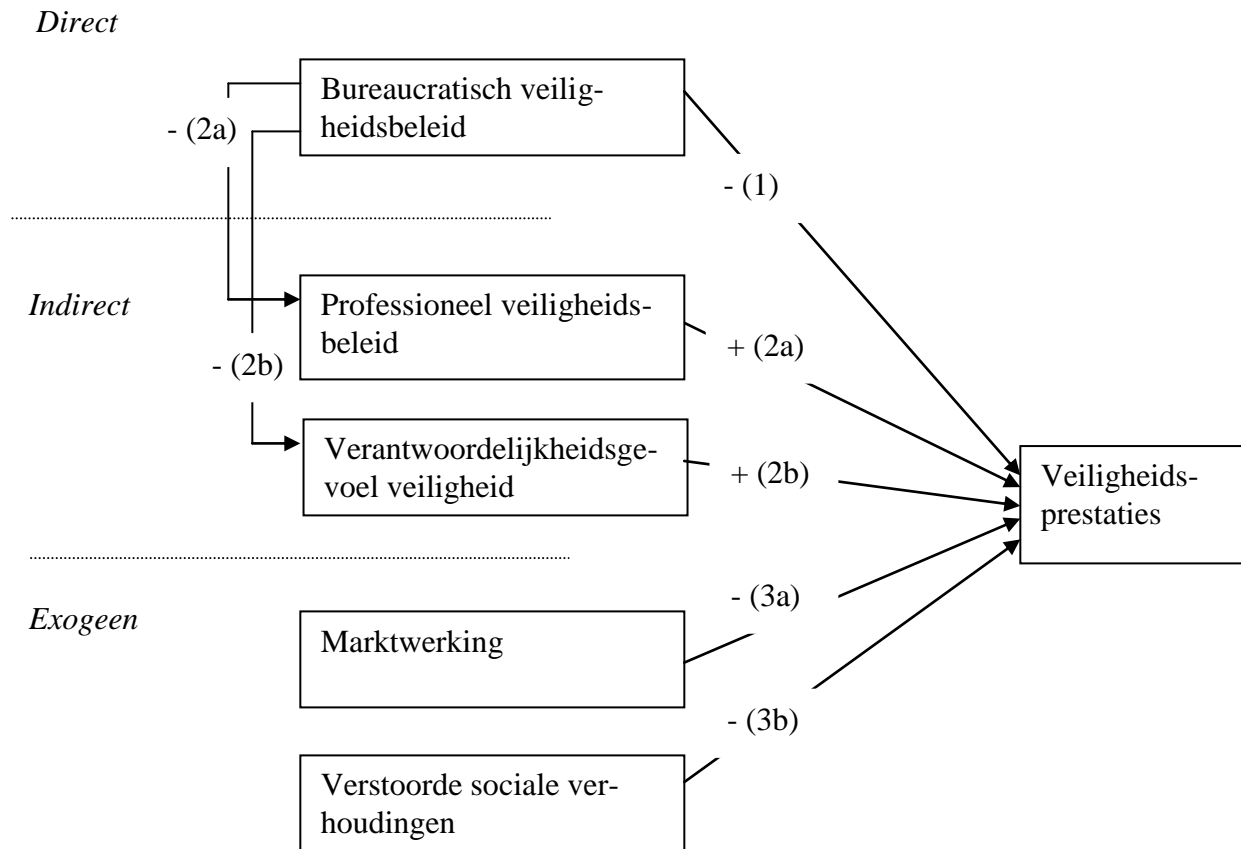 Direct
Bureaucratisch veilig-
heidsbeleid
- (2a)
- (1)
Indirect
Professioneel veiligheids-
beleid
+ (2a)
- (2b)
Verantwoordelijkheidsge-
voel veiligheid
+ (2b)
Veiligheids-
prestaties
Exogeen
Marktwerking
- (3a)
- (3b)
Verstoorde sociale ver-
houdingen